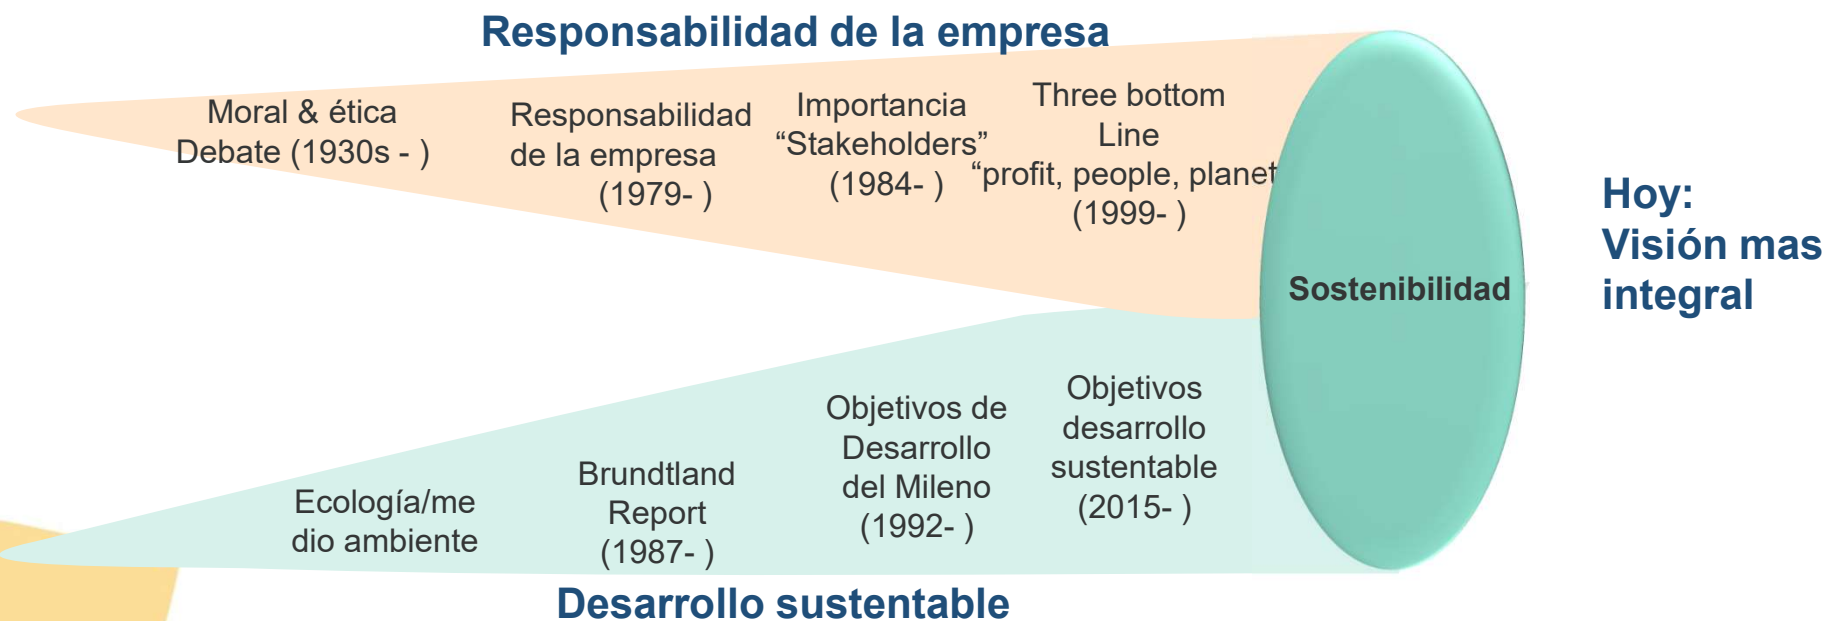 Responsabilidad de la empresa
Moral & ética
Debate (1930s - )
Responsabilidad
de la empresa
(1979- )
Importancia
“Stakeholders”
(1984- )
Three bottom
Line
“profit, people, planet
(1999- )
Sostenibilidad
Hoy:
Visión mas
integral
Ecología/me
dio ambiente
Brundtland
Report
(1987- )
Objetivos de
Desarrollo
del Mileno
(1992- )
Objetivos
desarrollo
sustentable
(2015- )
Desarrollo sustentable